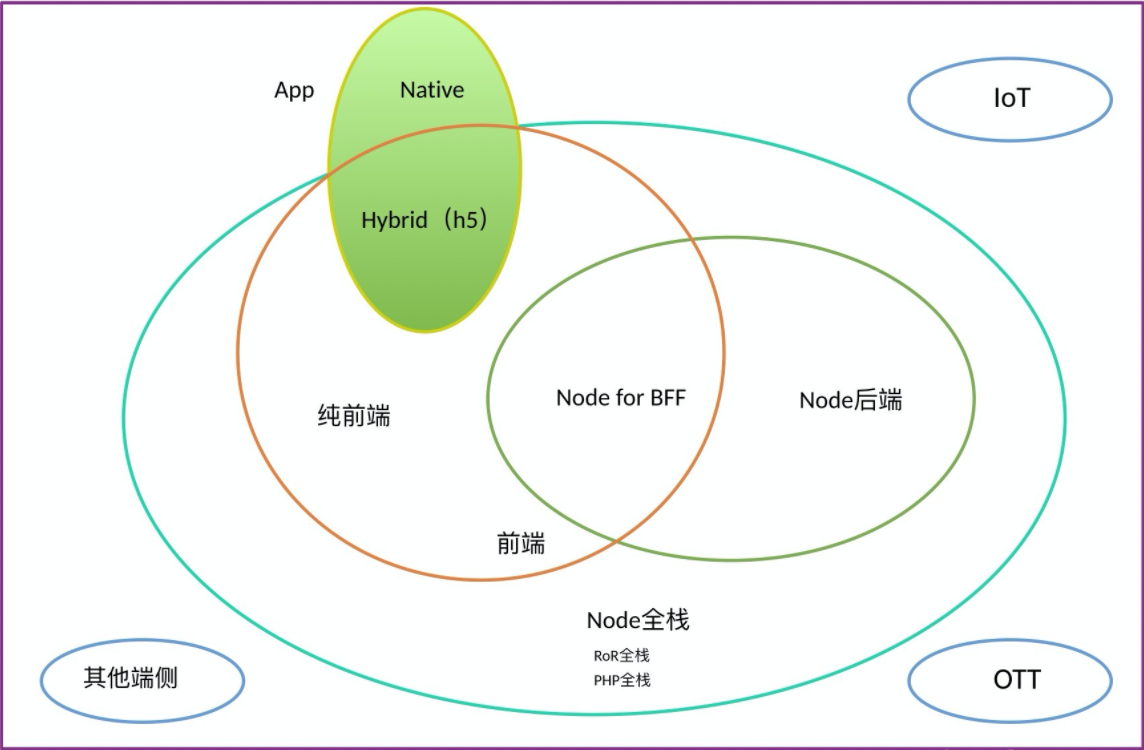 App
Native
IoT
Hybrid（h5）
纯前端
Node for BFF
Node后端
前端
Node全栈
RoR全栈
PHP全栈
其他端侧
OTT